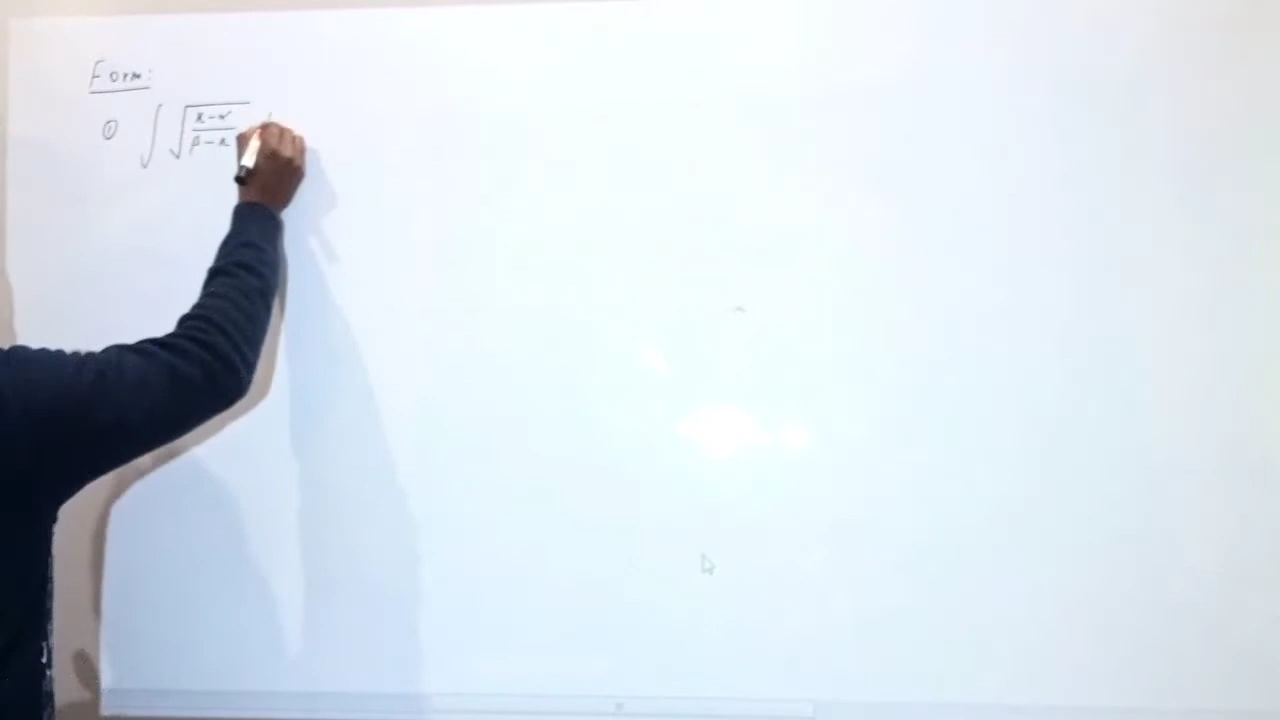 Form:
① ∫ √((x-α)/(β-x))